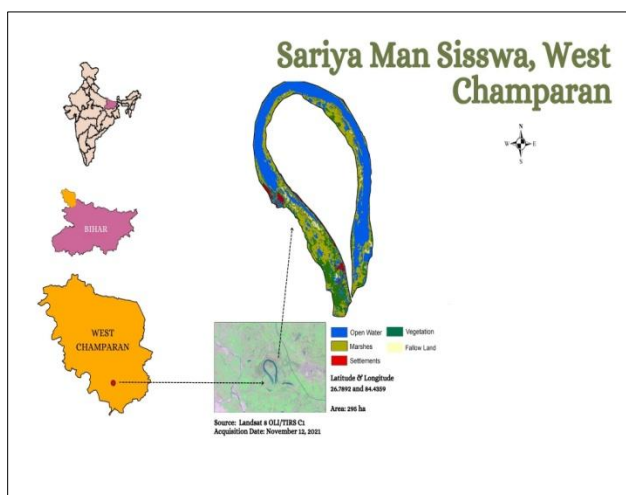 Sariya Man Sisswa, West
Champaran
N
W E
S
BIHAR
WEST
CHAMPARAN
Open Water
Vegetation
Marshes
Fallow Land
Settlements
Latitude & Longitude
26.7892 and 84.4359
Area: 295 ha
Source: Landsat 8 OLI/TIRS C1
Acquisition Date: November 12, 2021